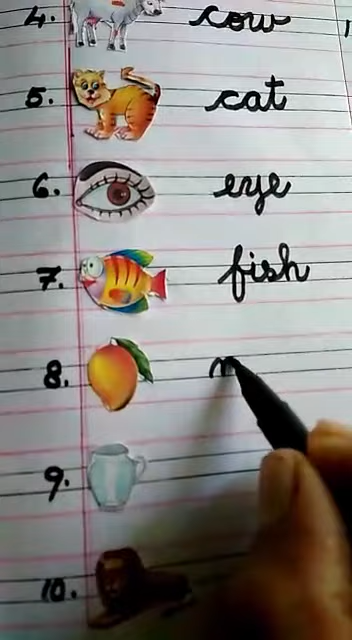 4. cow
5. cat
6. eye
7. fish
8.
9.
10.